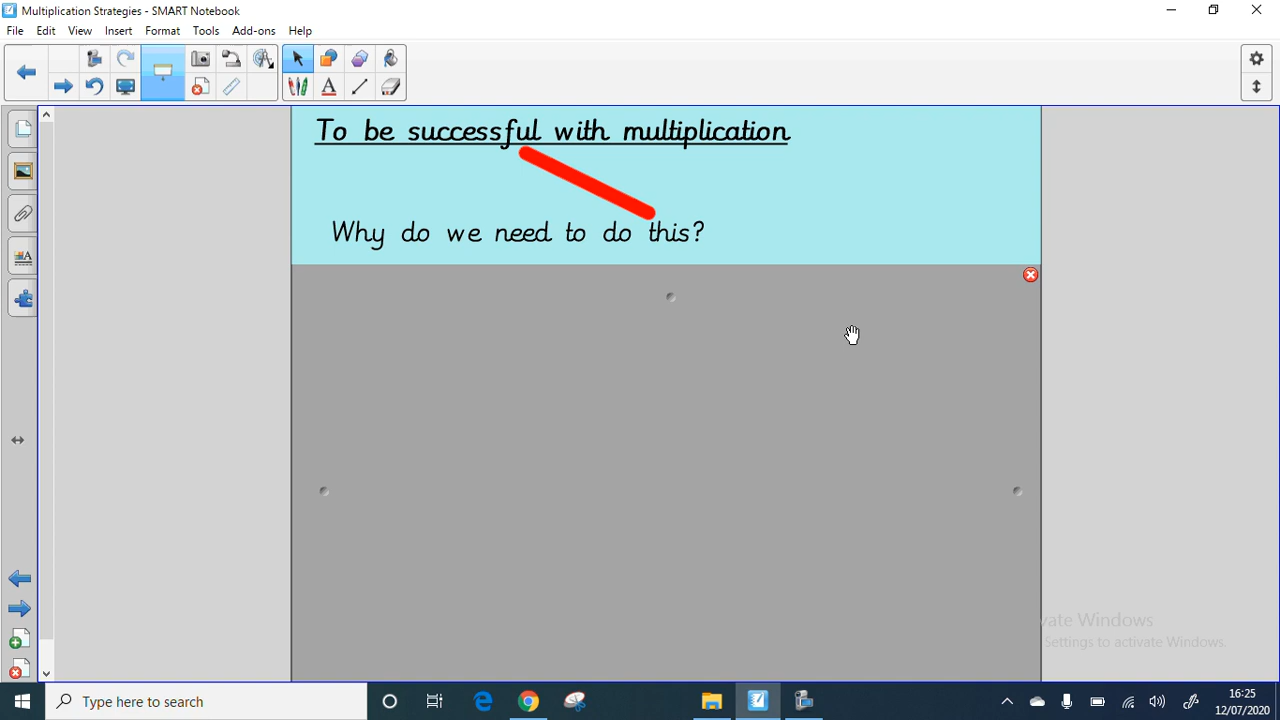 Multiplication Strategies - SMART Notebook
File Edit View Insert Format Tools Add-ons Help
To be successful with multiplication
Why do we need to do this?
vate Windows
Settings to activate Windows.
Type here to search
16:25
12/07/2020